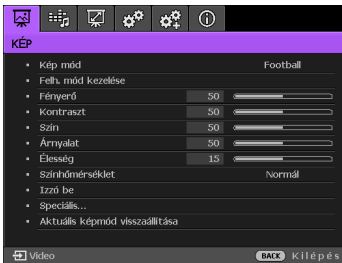 KÉP
Kép mód Football
Felh. mód kezelése
Fényerő 50
Kontraszt 50
Szín 50
Árnyalat 50
Élesség 15
Színhőmérséklet Normál
Izzó be
Speciális...
Aktuális képmód visszaállítása
Video BACK Kilépés